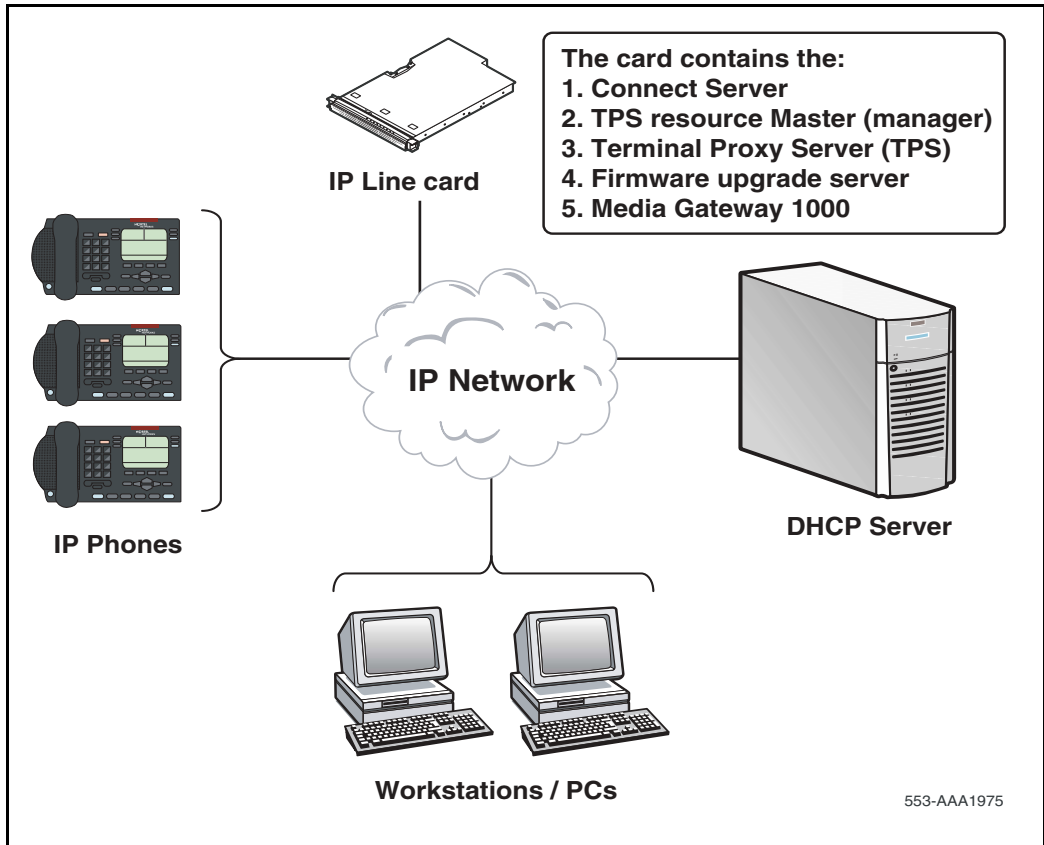 The card contains the:
1. Connect Server
2. TPS resource Master (manager)
3. Terminal Proxy Server (TPS)
4. Firmware upgrade server
5. Media Gateway 1000
IP Line card
IP Network
IP Phones
DHCP Server
Workstations / PCs
553-AAA1975